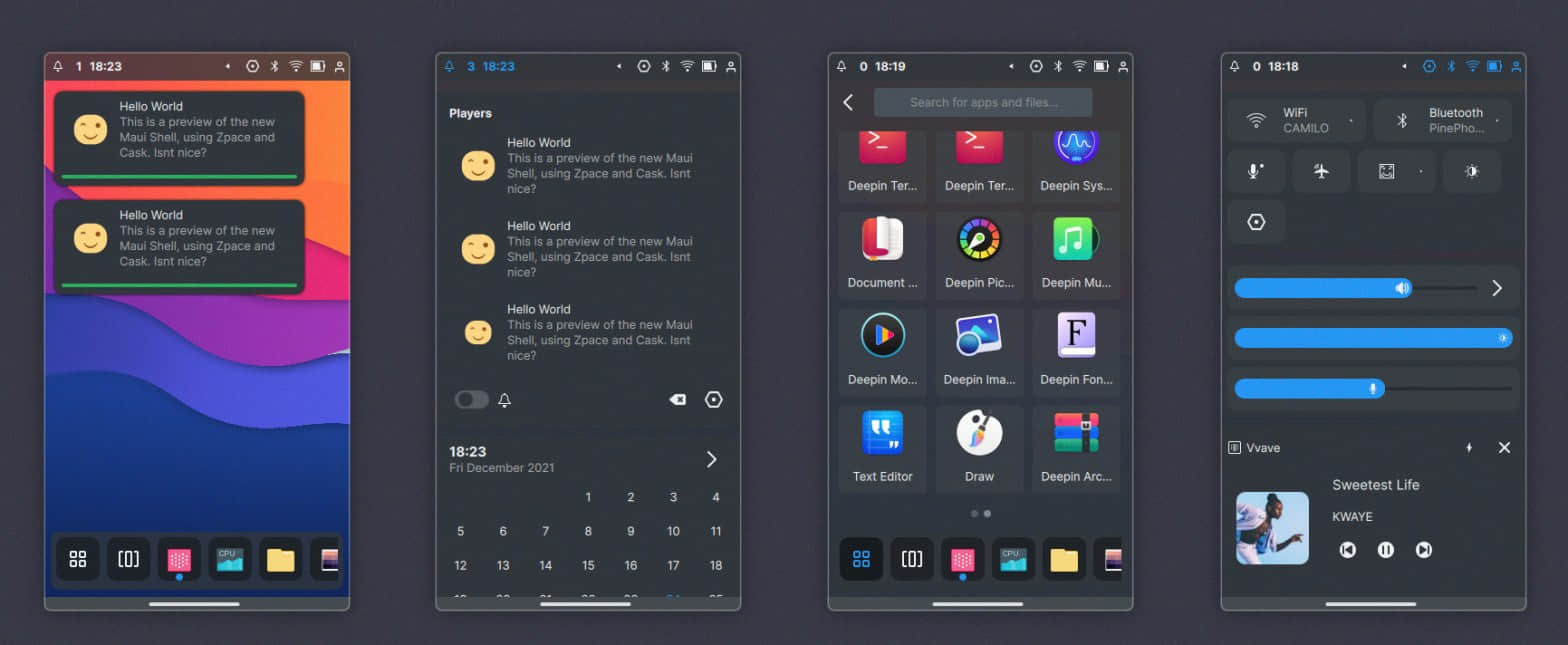 1 18:23
Hello World
This is a preview of the new
Maui Shell, using Zpace and
Cask. Isnt nice?
Hello World
This is a preview of the new
Maui Shell, using Zpace and
Cask. Isnt nice?
CPU
3 18:23
Players
Hello World
This is a preview of the new Maui
Shell, using Zpace and Cask. Isnt
nice?
Hello World
This is a preview of the new Maui
Shell, using Zpace and Cask. Isnt
nice?
Hello World
This is a preview of the new Maui
Shell, using Zpace and Cask. Isnt
nice?
18:23
Fri December 2021
1 2 3 4
5 6 7 8 9 10 11
12 13 14 15 16 17 18
0 18:19
Search for apps and files...
Deepin Ter... Deepin Ter... Deepin Sys...
Document ... Deepin Pic... Deepin Mu...
F
Deepin Mo... Deepin Ima... Deepin Fon...
Text Editor Draw Deepin Arc...
CPU
0 18:18
WiFi
CAMILO
Bluetooth
PinePho...
Vvave
Sweetest Life
KWAYE